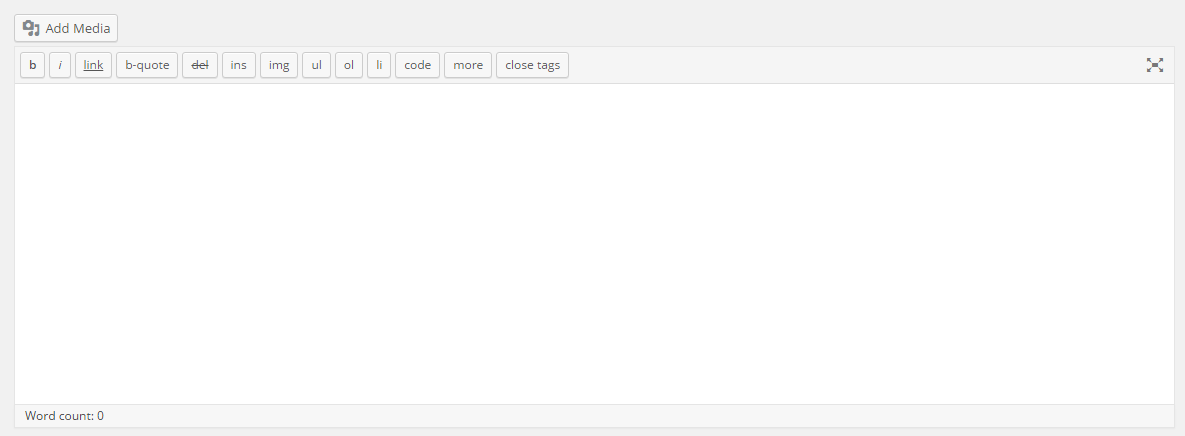 Add Media
b i link b-quote del ins img ul ol li code more close tags
Word count: 0